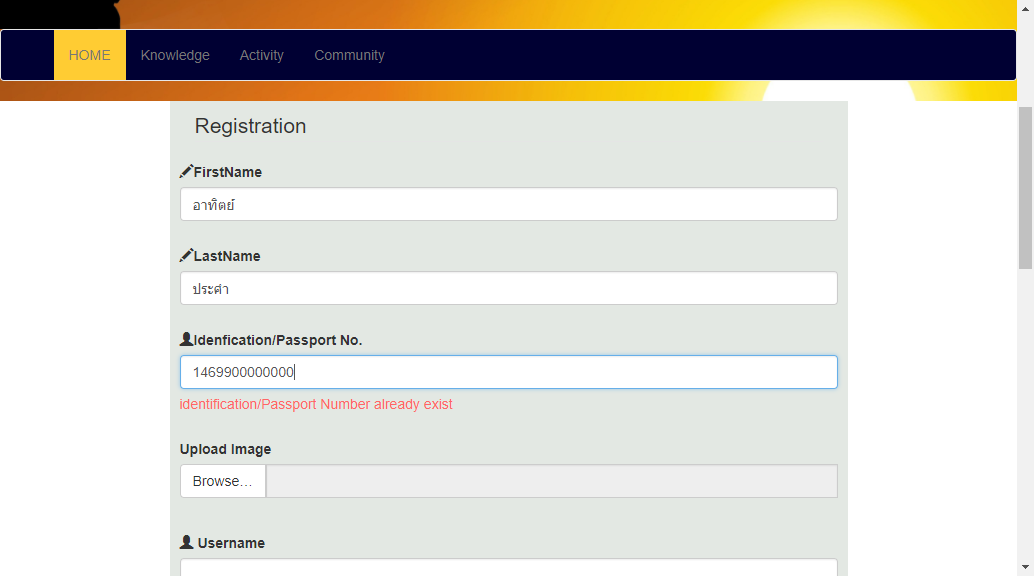 HOME Knowledge Activity Community
Registration
FirstName
อาทิตย์
LastName
ประคำ
Idenfication/Passport No.
1469900000000
identification/Passport Number already exist
Upload Image
Browse…
Username